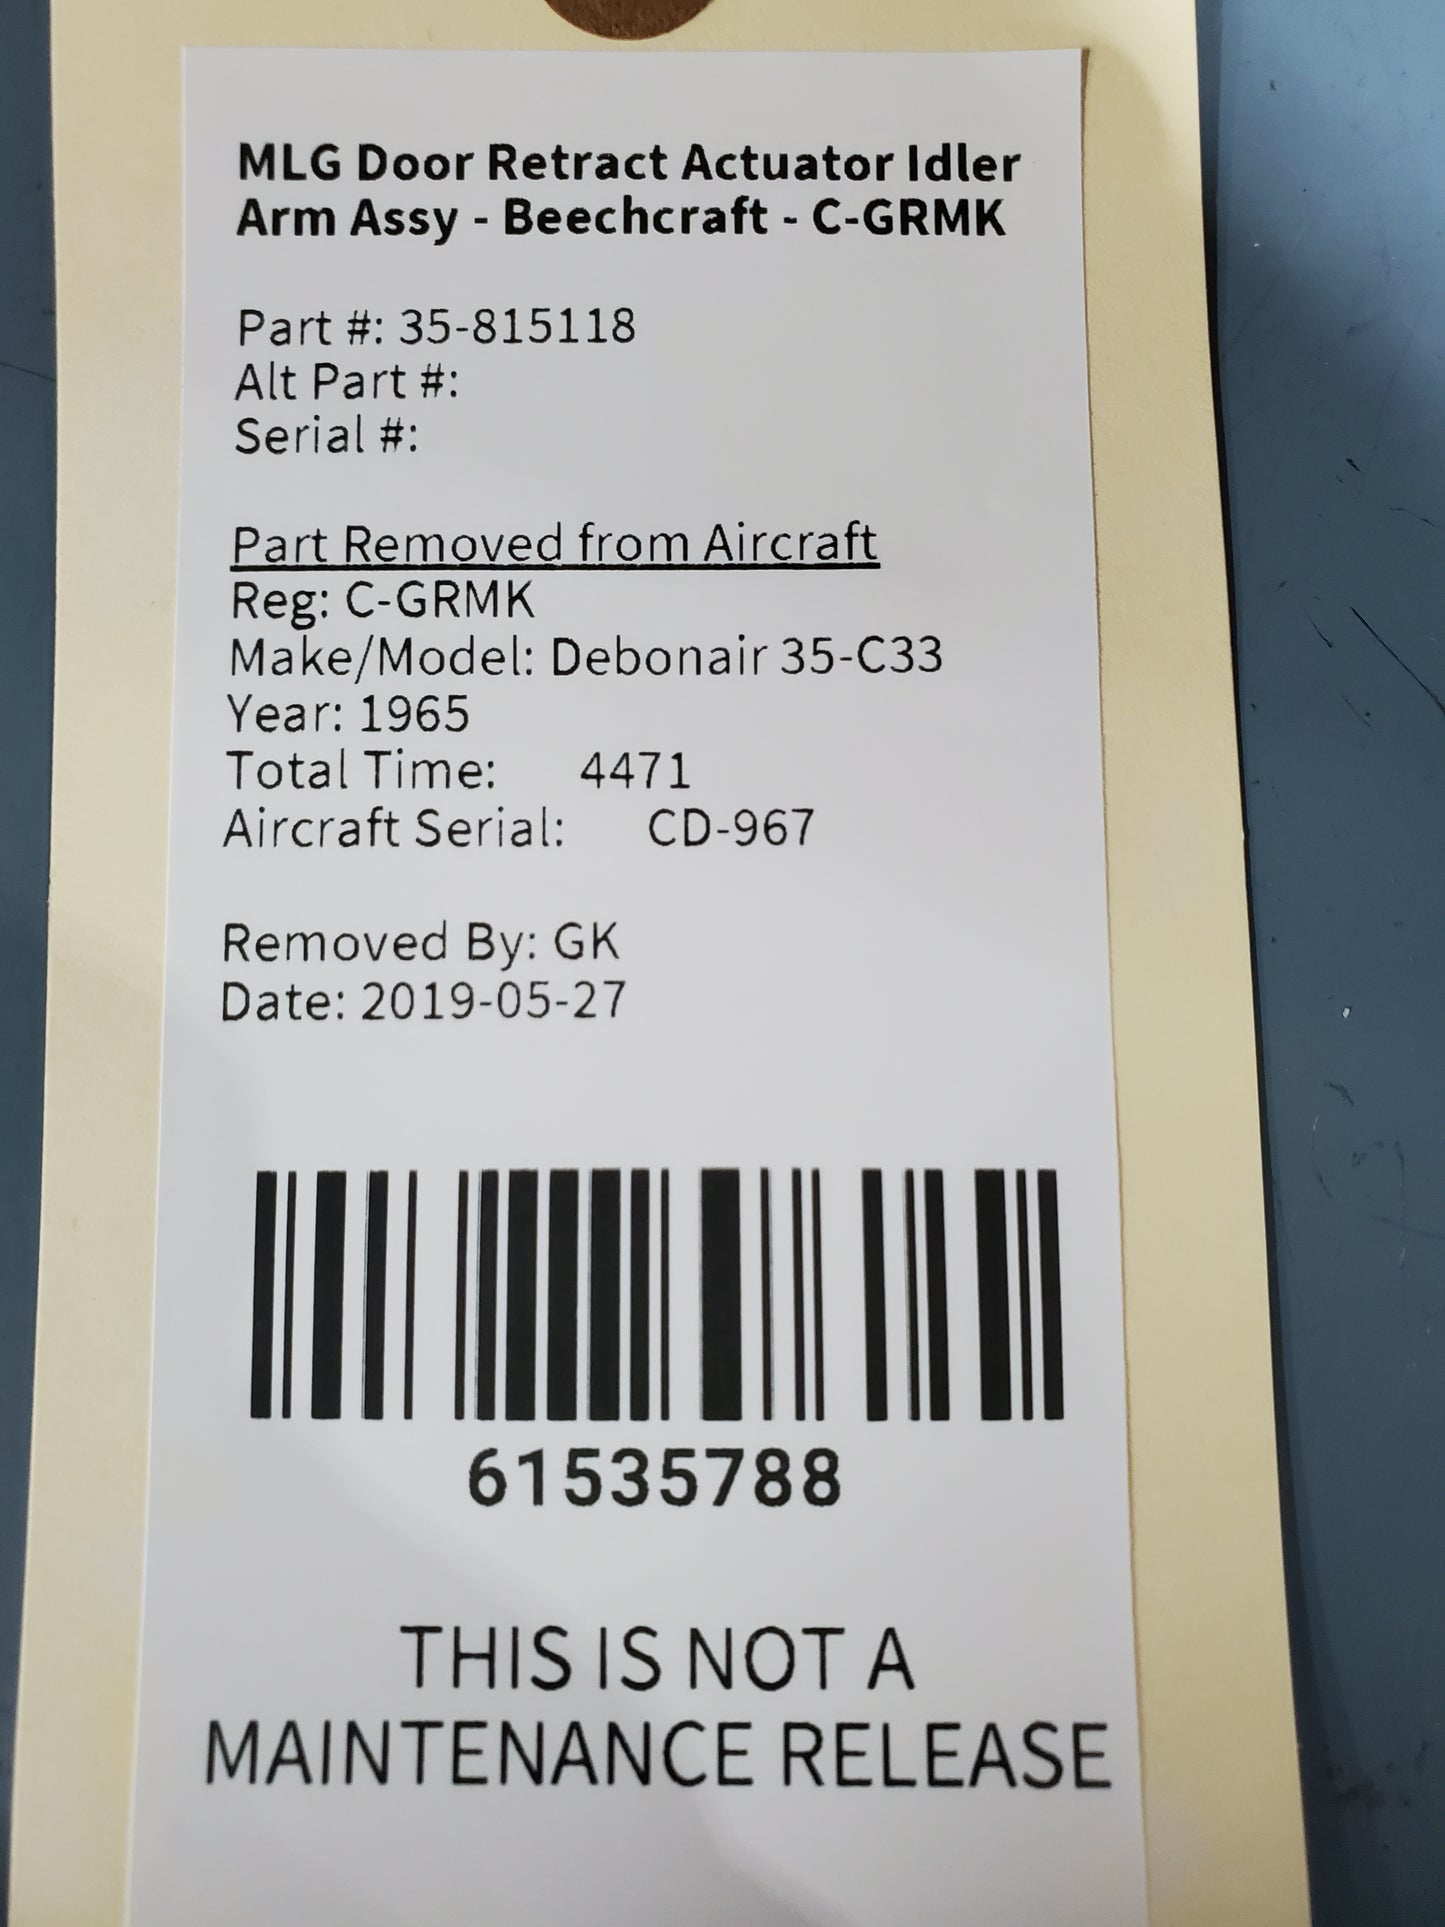 MLG Door Retract Actuator Idler
Arm Assy - Beechcraft - C-GRMK
Part #: 35-815118
Alt Part #:
Serial #:
Part Removed from Aircraft
Reg: C-GRMK
Make/Model: Debonair 35-C33
Year: 1965
Total Time: 4471
Aircraft Serial: CD-967
Removed By: GK
Date: 2019-05-27
61535788
THIS IS NOT A
MAINTENANCE RELEASE